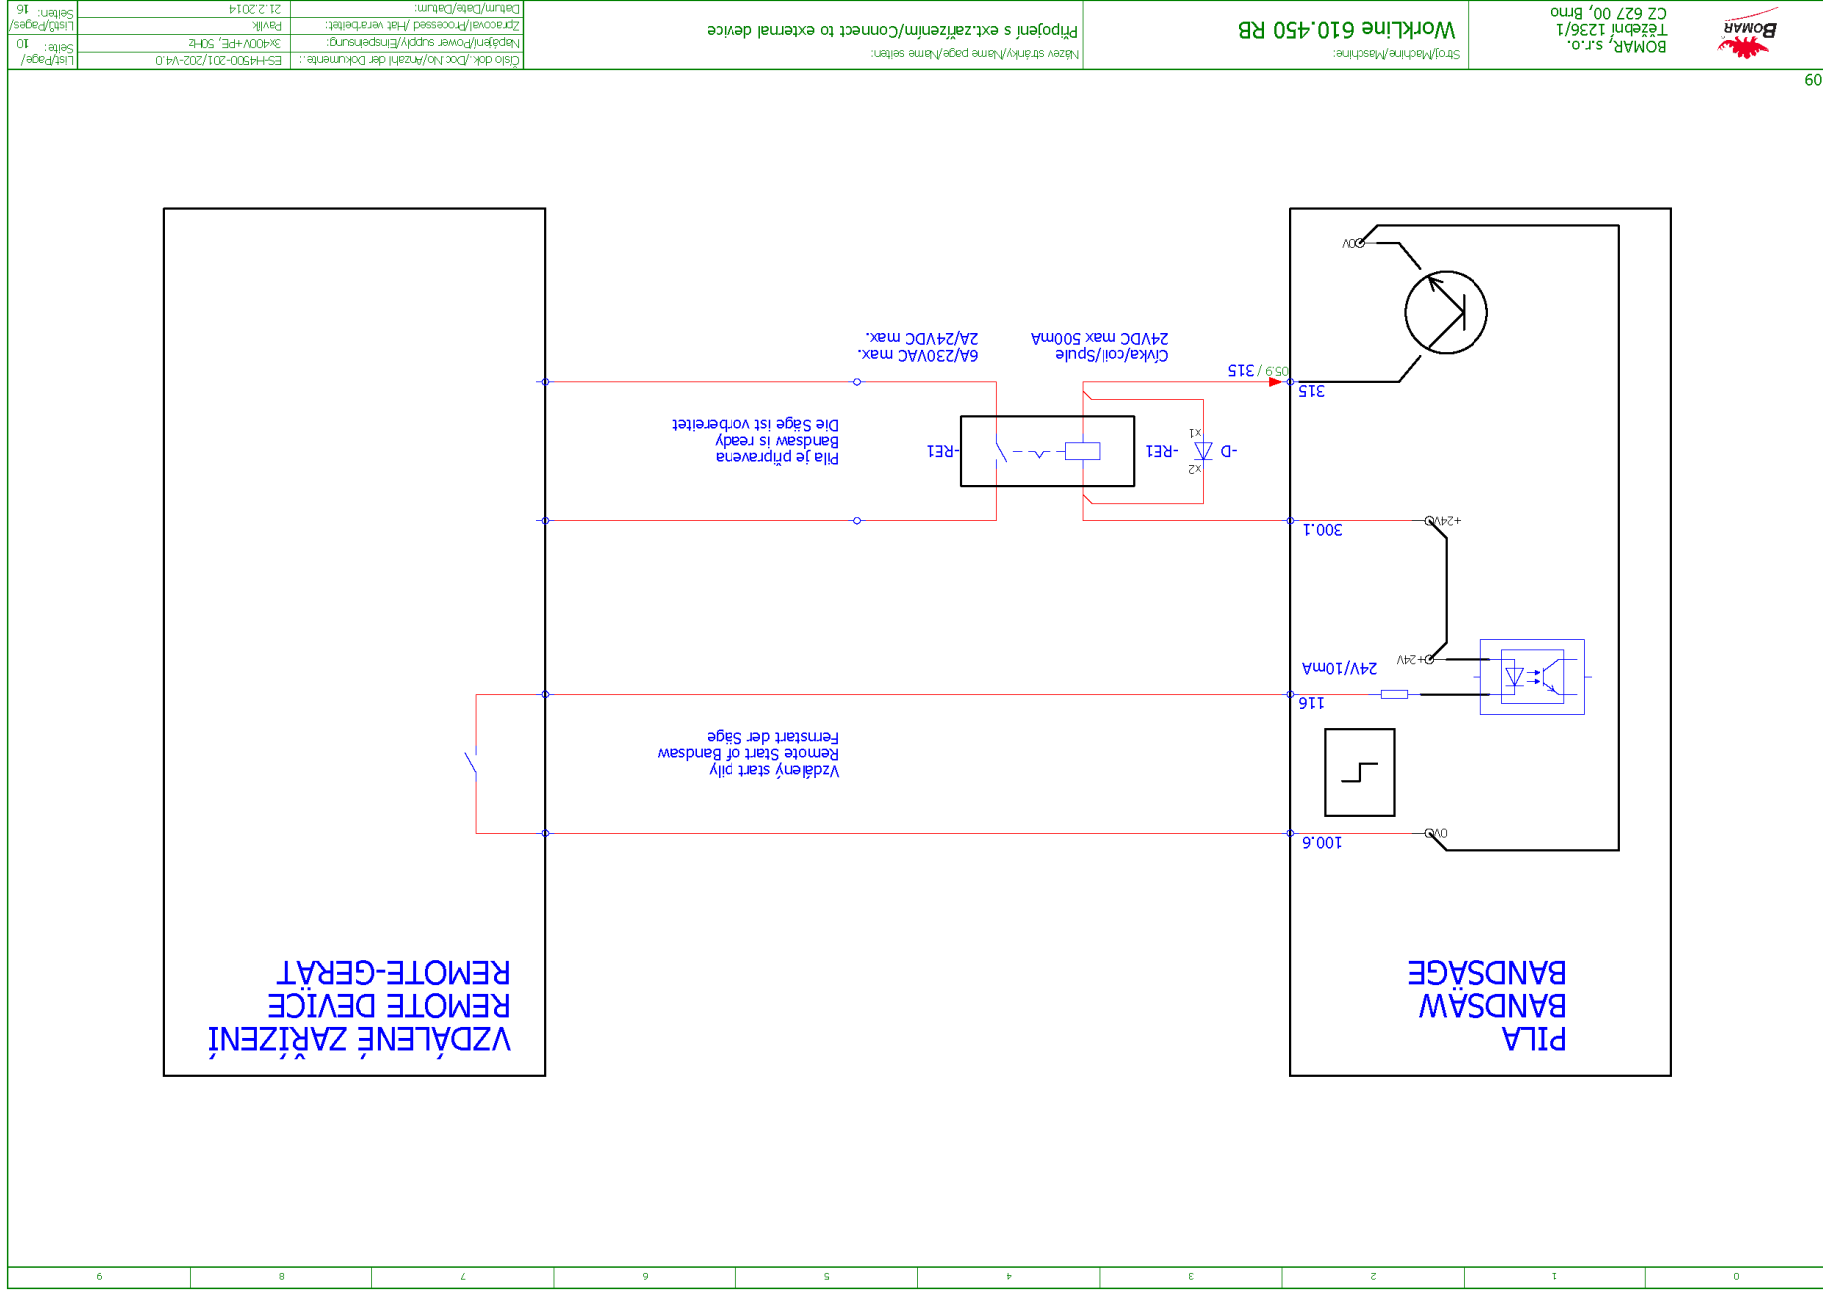 0 1 2 3 4 5 6 7 8 9
PILA
BANDSAW
BANDSÄGE
VZDÁLENÉ ZAŘÍZENÍ
REMOTE DEVICE
REMOTE-GERÄT
0V
100.6
Vzdálený start pily
Remote Start of Bandsaw
Fernstart der Säge
116
24V/10mA
+24V
+24V
300.1
-D
x2
x1
-RE1
-RE1
Pila je připravena
Bandsaw is ready
Die Säge ist vorbereitet
315
05.9 / 315
Cívka/coil/Spule
24VDC max 500mA
6A/230VAC max.
2A/24VDC max.
0V
09
BOMAR
BOMAR, s.r.o.
Těžební 1236/1
CZ 627 00, Brno
Stroj/Machine/Maschine:
WorkLine 610.450 RB
Název stránky/Name page/Name seiten:
Připojení s ext.zařízením/Connect to external device
Číslo dok./Doc.No/Anzahl der Dokumente.: ES-H4500-201/202-V4.0
Napájení/Power supply/Einspeisung: 3x400V+PE, 50Hz
Zpracoval/Processed /Hat verarbeitet: Pavlik
Datum/Date/Datum: 21.2.2014
List/Page/
Seite: 10
Listů/Pages/
Seiten: 16